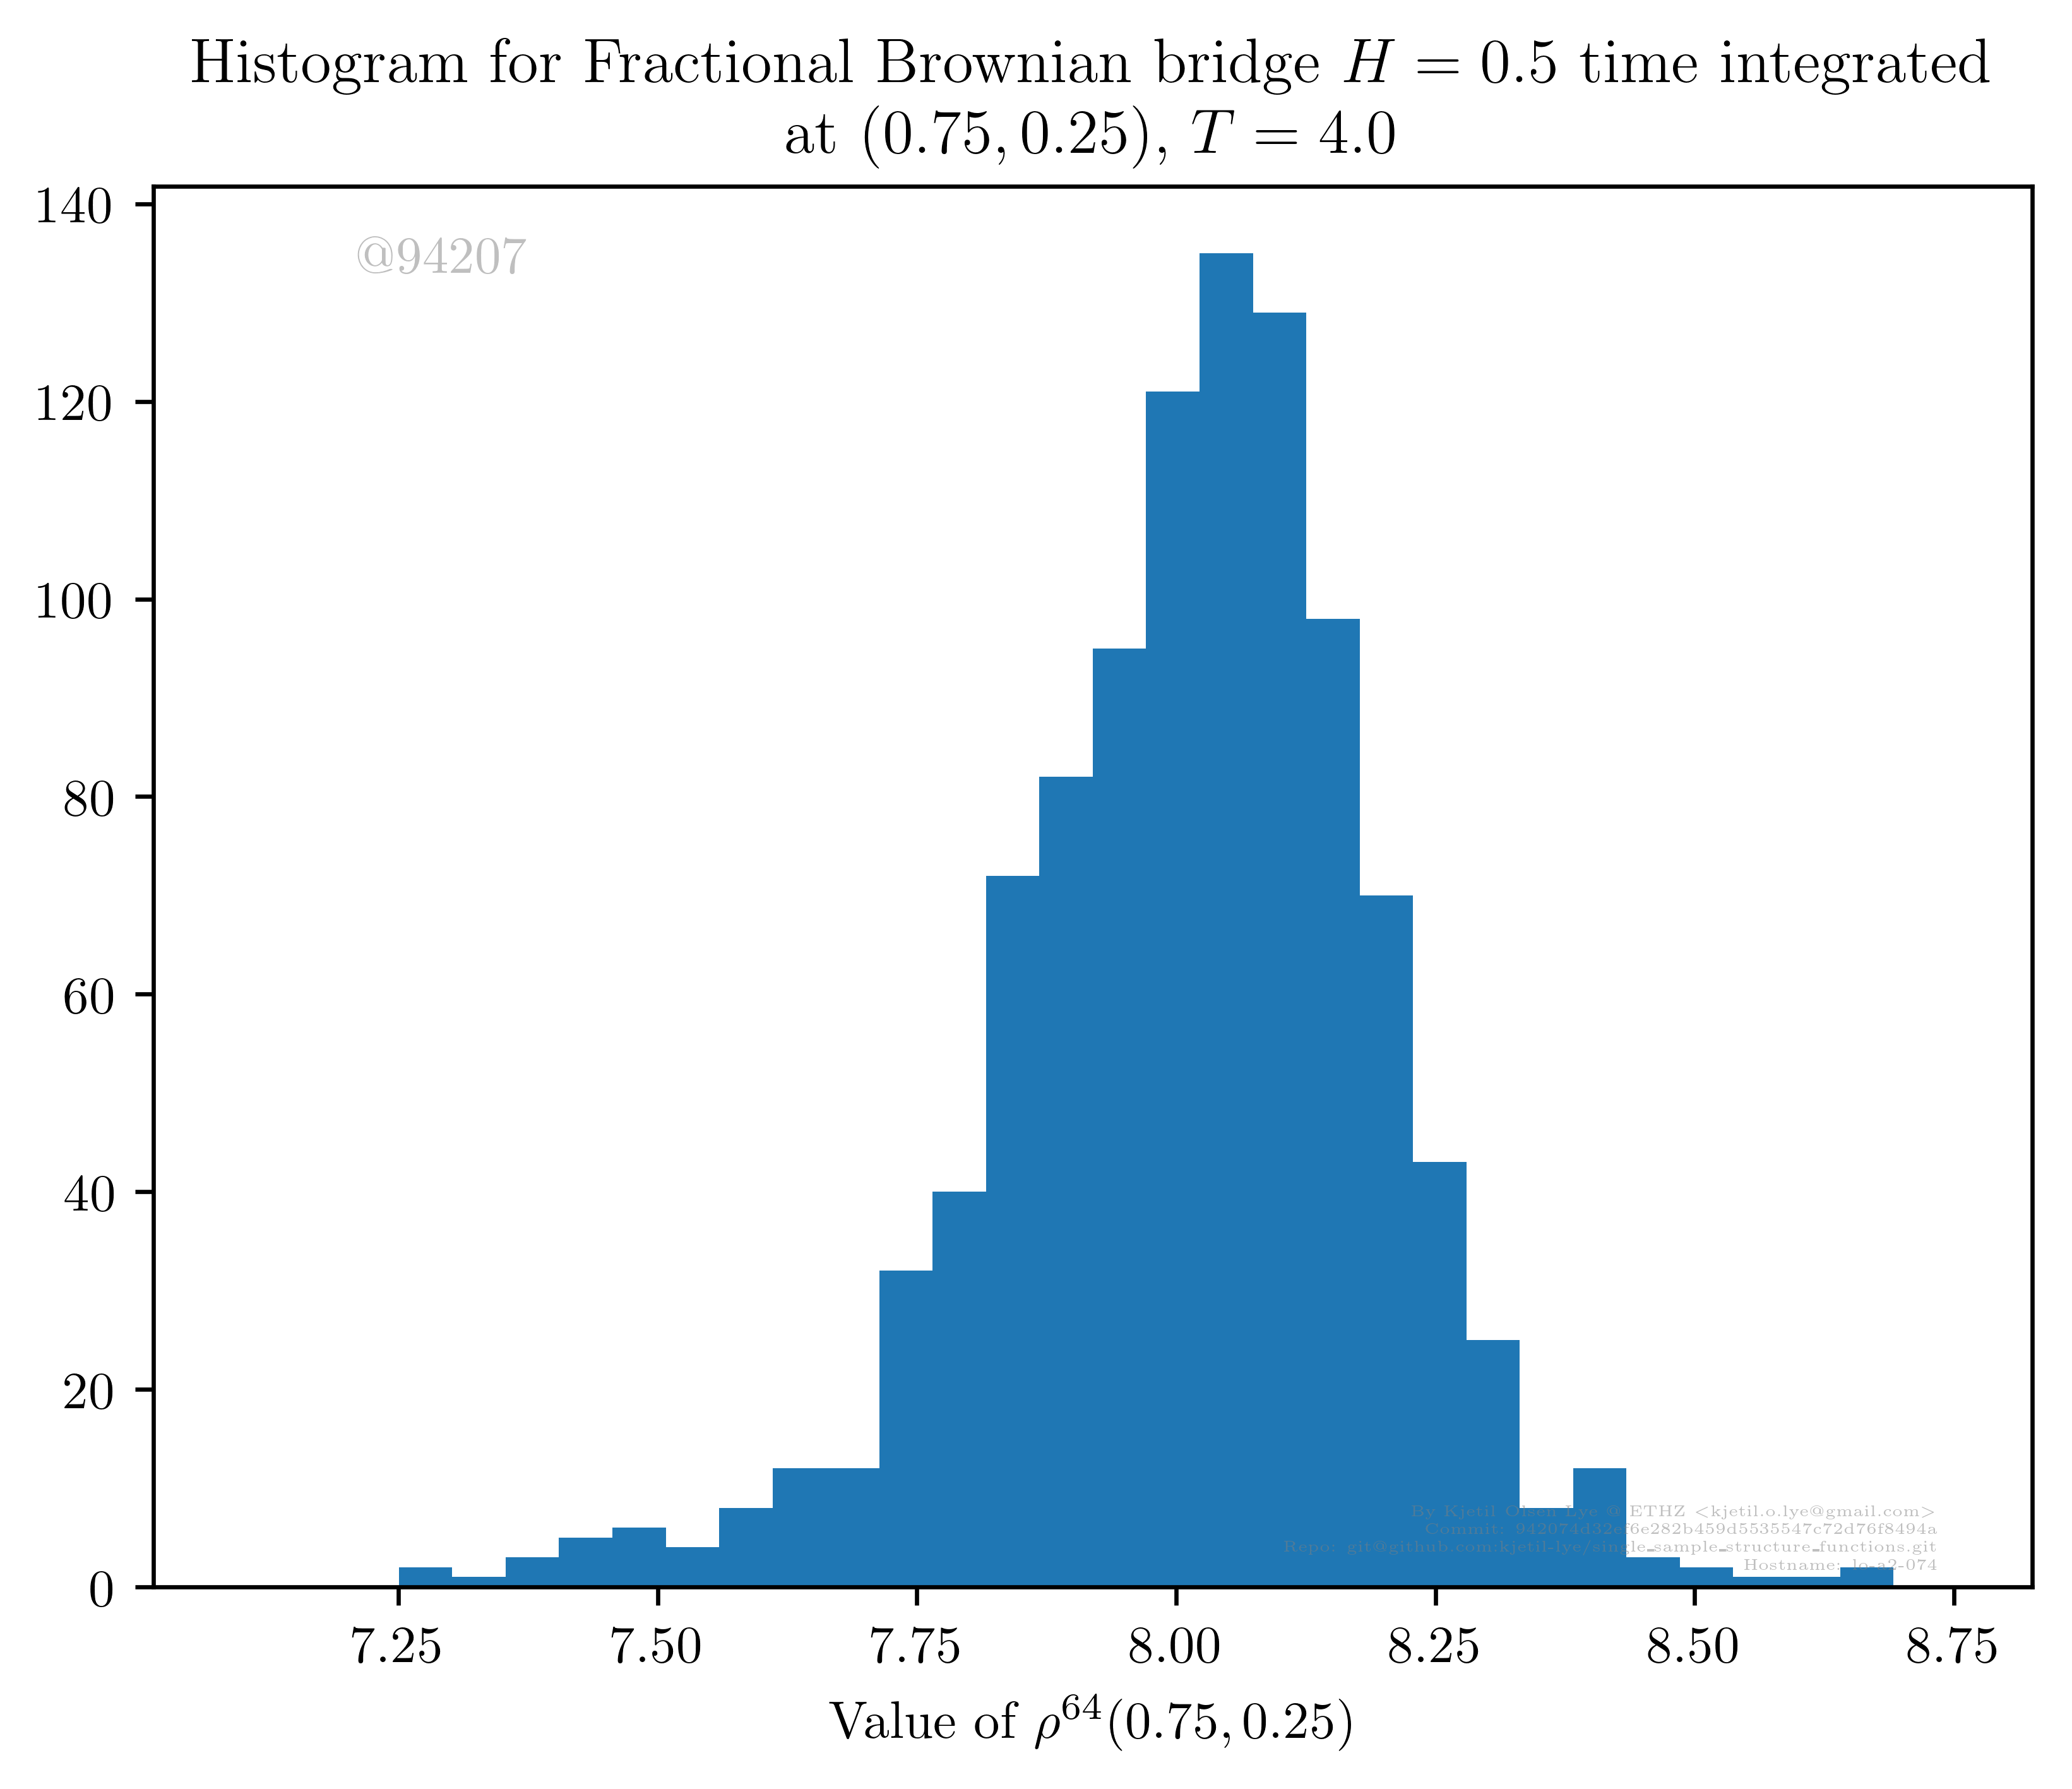 Histogram for Fractional Brownian bridge H = 0.5 time integrated
at (0.75, 0.25), T = 4.0
140
@94207
120
100
80
60
40
20
0
By Kjetil Olsen Lye @ ETHZ <kjetil.o.lye@gmail.com>
Commit: 942074d32ef6e282b459d5535547c72d76f8494a
Repo: git@github.com:kjetil-lye/single_sample_structure_functions.git
Hostname: lo-a2-074
7.25 7.50 7.75 8.00 8.25 8.50 8.75
Value of ρ^64(0.75, 0.25)